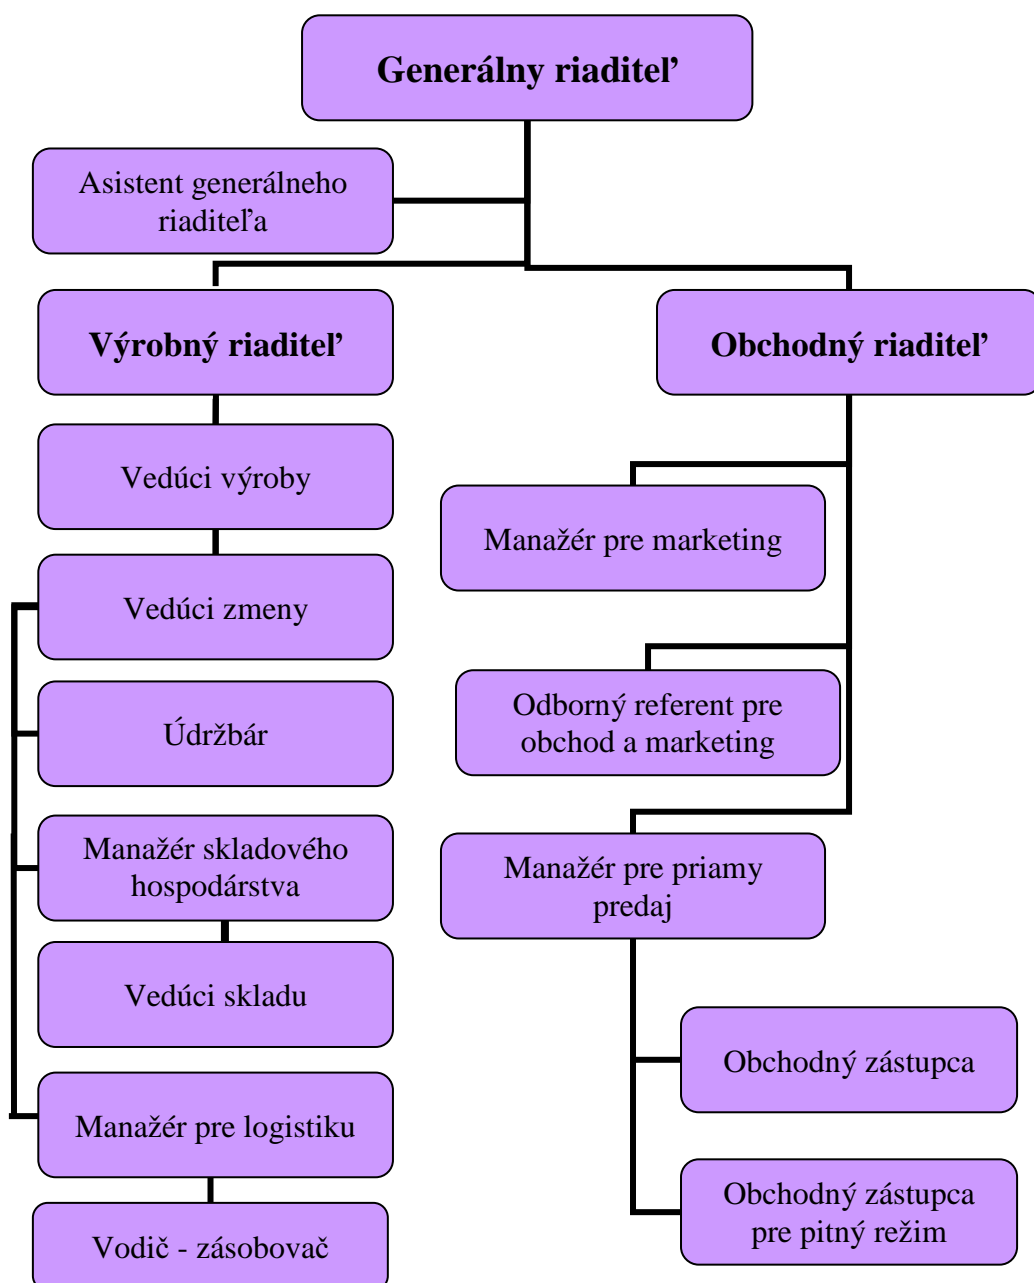 Generálny riaditeľ
Asistent generálneho
riaditeľa
Výrobný riaditeľ
Obchodný riaditeľ
Vedúci výroby
Manažér pre marketing
Vedúci zmeny
Odborný referent pre
obchod a marketing
Údržbár
Manažér skladového
hospodárstva
Manažér pre priamy
predaj
Vedúci skladu
Obchodný zástupca
Manažér pre logistiku
Obchodný zástupca
pre pitný režim
Vodič - zásobovač